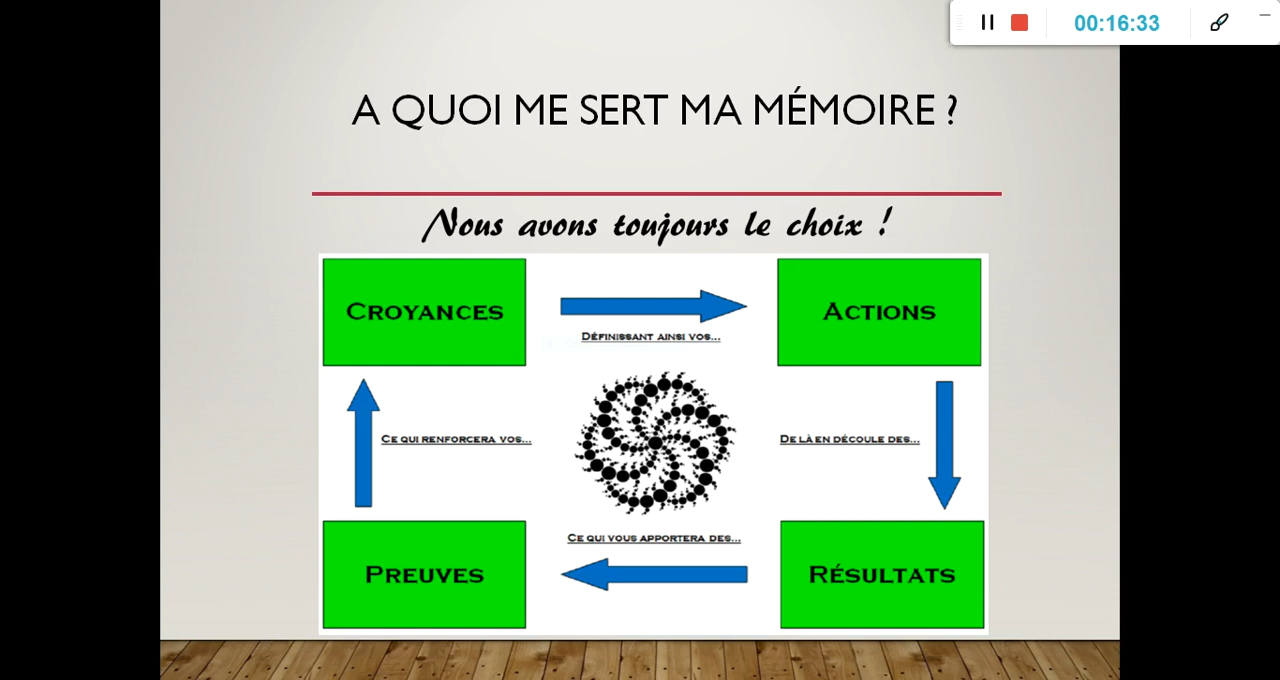 00:16:33
A QUOI ME SERT MA MÉMOIRE ?
Nous avons toujours le choix !
CROYANCES
DÉFINISSANT AINSI VOS...
ACTIONS
CE QUI RENFORCERA VOS...
DE LÀ EN DÉCOULE DES...
CE QUI VOUS APPORTERA DES...
PREUVES
RÉSULTATS